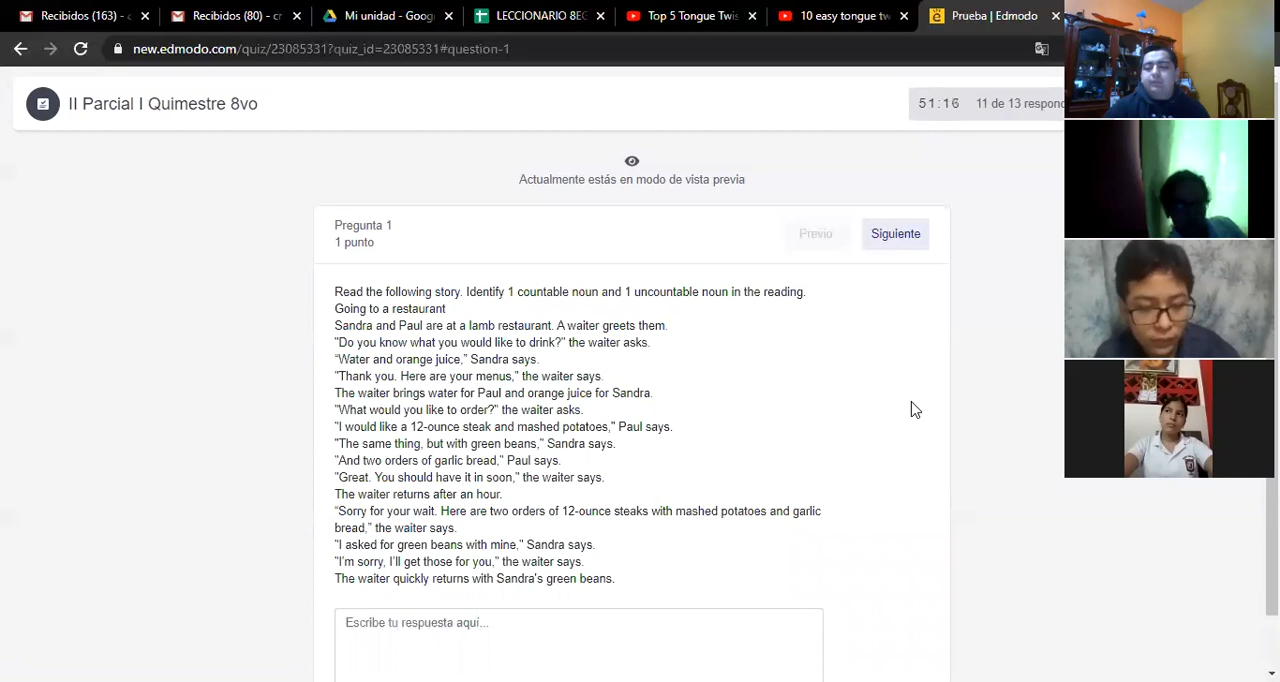 Recibidos (163) - c
Recibidos (80) - cr
Mi unidad - Goog
LECCIONARIO 8EG
Top 5 Tongue Twis
10 easy tongue tw
Prueba | Edmodo
new.edmodo.com/quiz/23085331?quiz_id=23085331#question-1
II Parcial I Quimestre 8vo
51:16
11 de 13 respond
Actualmente estás en modo de vista previa
Pregunta 1
1 punto
Previo
Siguiente
Read the following story. Identify 1 countable noun and 1 uncountable noun in the reading.
Going to a restaurant
Sandra and Paul are at a lamb restaurant. A waiter greets them.
"Do you know what you would like to drink?" the waiter asks.
“Water and orange juice,” Sandra says.
"Thank you. Here are your menus," the waiter says.
The waiter brings water for Paul and orange juice for Sandra.
"What would you like to order?" the waiter asks.
"I would like a 12-ounce steak and mashed potatoes," Paul says.
"The same thing, but with green beans," Sandra says.
"And two orders of garlic bread," Paul says.
"Great. You should have it in soon," the waiter says.
The waiter returns after an hour.
“Sorry for your wait. Here are two orders of 12-ounce steaks with mashed potatoes and garlic
bread,” the waiter says.
"I asked for green beans with mine," Sandra says.
"I’m sorry, I’ll get those for you," the waiter says.
The waiter quickly returns with Sandra's green beans.
Escribe tu respuesta aquí...